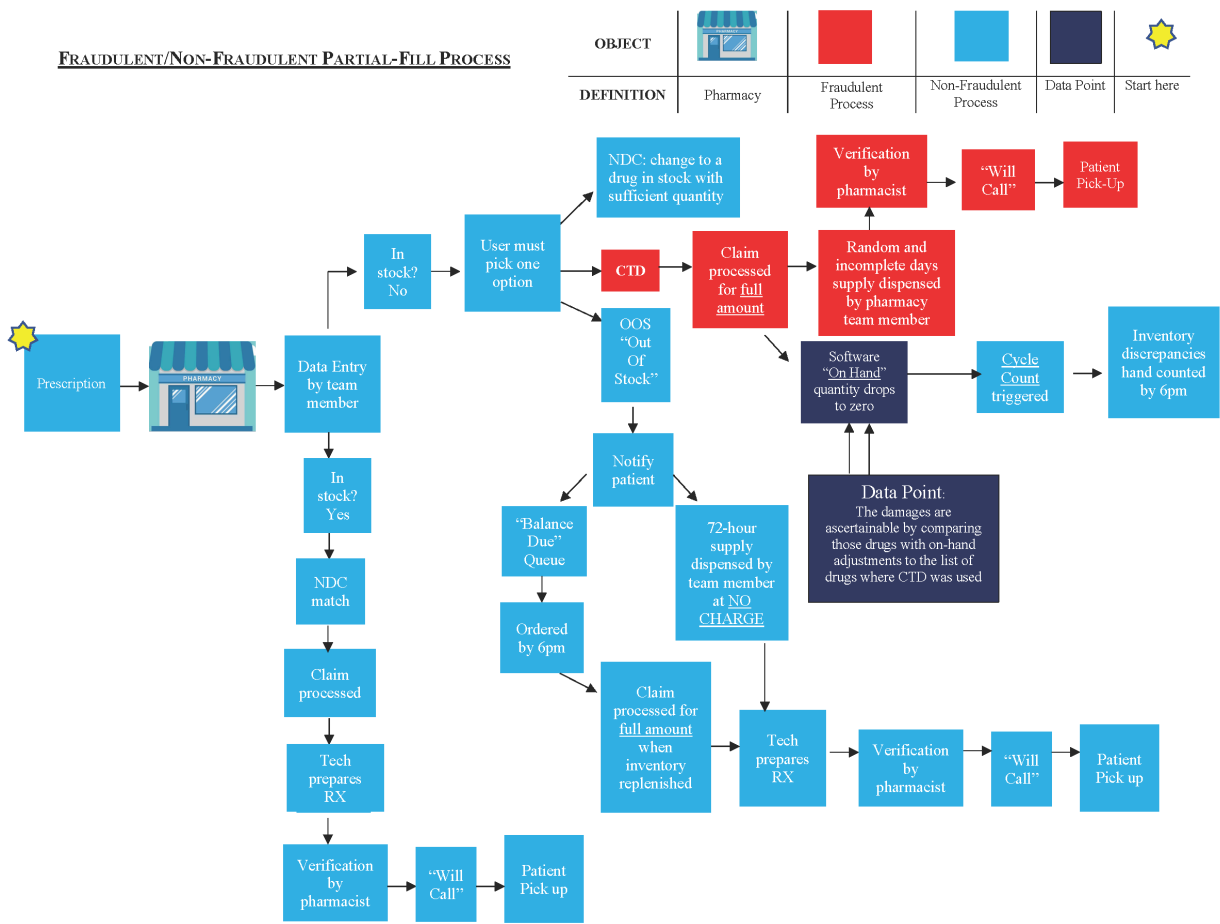 FRAUDULENT/NON-FRAUDULENT PARTIAL-FILL PROCESS
OBJECT
PHARMACY
DEFINITION
Pharmacy
Fraudulent
Process
Non-Fraudulent
Process
Data Point
Start here
NDC: change to a
drug in stock with
sufficient quantity
Verification
by
pharmacist
“Will
Call”
Patient
Pick-Up
In
stock?
No
User must
pick one
option
CTD
Claim
processed
for full
amount
Random and
incomplete days
supply dispensed
by pharmacy
team member
OOS
“Out
Of
Stock”
Prescription
PHARMACY
Data Entry
by team
member
Software
“On Hand”
quantity drops
to zero
Cycle
Count
triggered
Inventory
discrepancies
hand counted
by 6pm
In
stock?
Yes
Notify
patient
“Balance
Due”
Queue
72-hour
supply
dispensed by
team member
at NO
CHARGE
Data Point:
The damages are
ascertainable by comparing
those drugs with on-hand
adjustments to the list of
drugs where CTD was used
NDC
match
Ordered
by 6pm
Claim
processed
Claim
processed for
full amount
when
inventory
replenished
Tech
prepares
RX
Verification
by
pharmacist
“Will
Call”
Patient
Pick up
Tech
prepares
RX
Verification
by
pharmacist
“Will
Call”
Patient
Pick up